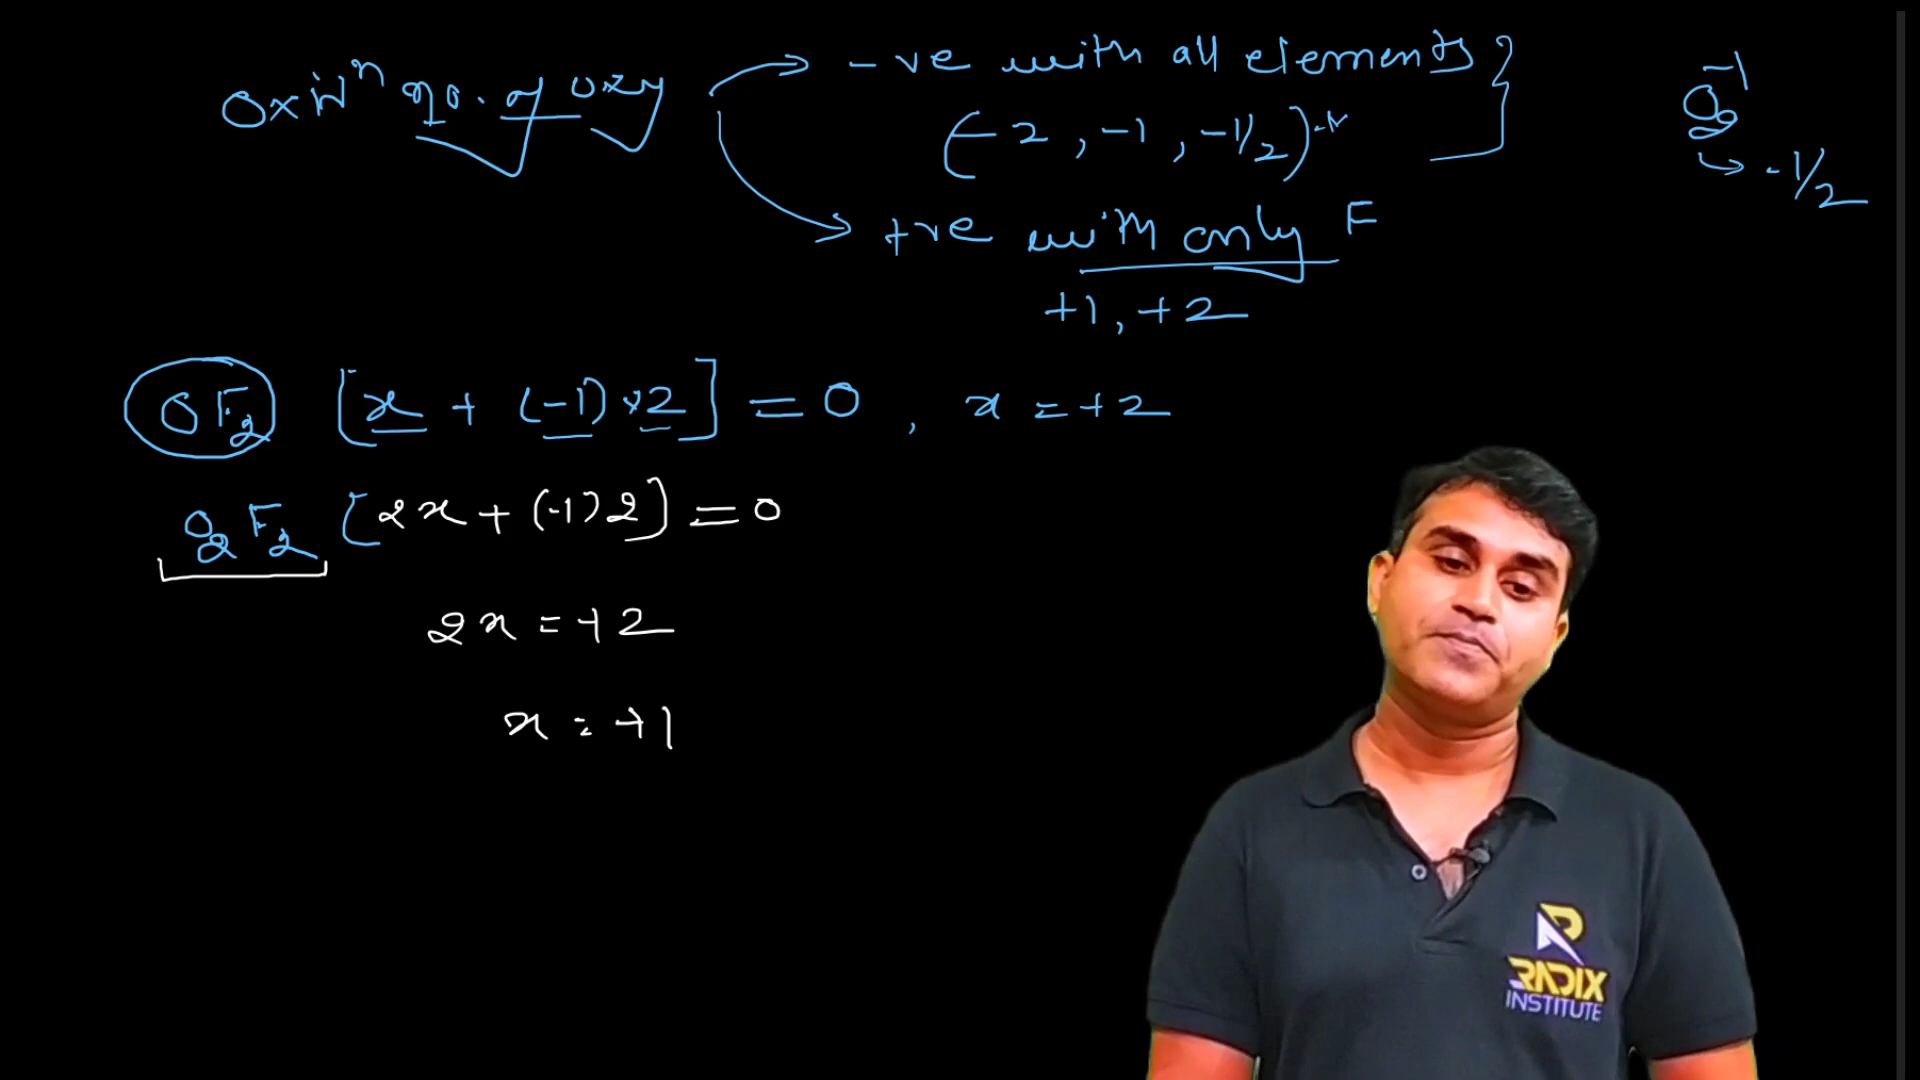 Oxidⁿ no. of oxy → -ve with all elements
(-2, -1, -1/2)
O₂⁻¹
↳ -1/2
→ +ve with only F
+1, +2
OF₂ [x + (-1)×2] = 0, x = +2
O₂F₂ [2x + (-1)2] = 0
2x = +2
x = +1
RADIX
INSTITUTE